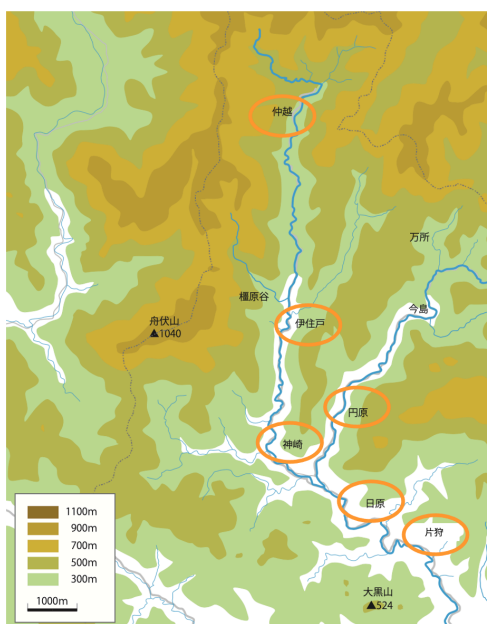 仲越
万所
橿原谷
今島
伊住戸
舟伏山
▲1040
円原
神崎
日原
片狩
1100m
900m
700m
500m
300m
1000m
大黒山
▲524